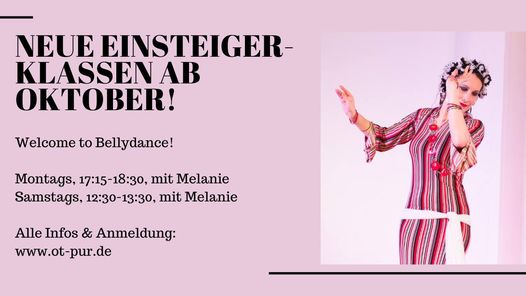 NEUE EINSTEIGER-
KLASSEN AB
OKTOBER!
Welcome to Bellydance!
Montags, 17:15-18:30, mit Melanie
Samstags, 12:30-13:30, mit Melanie
Alle Infos & Anmeldung:
www.ot-pur.de